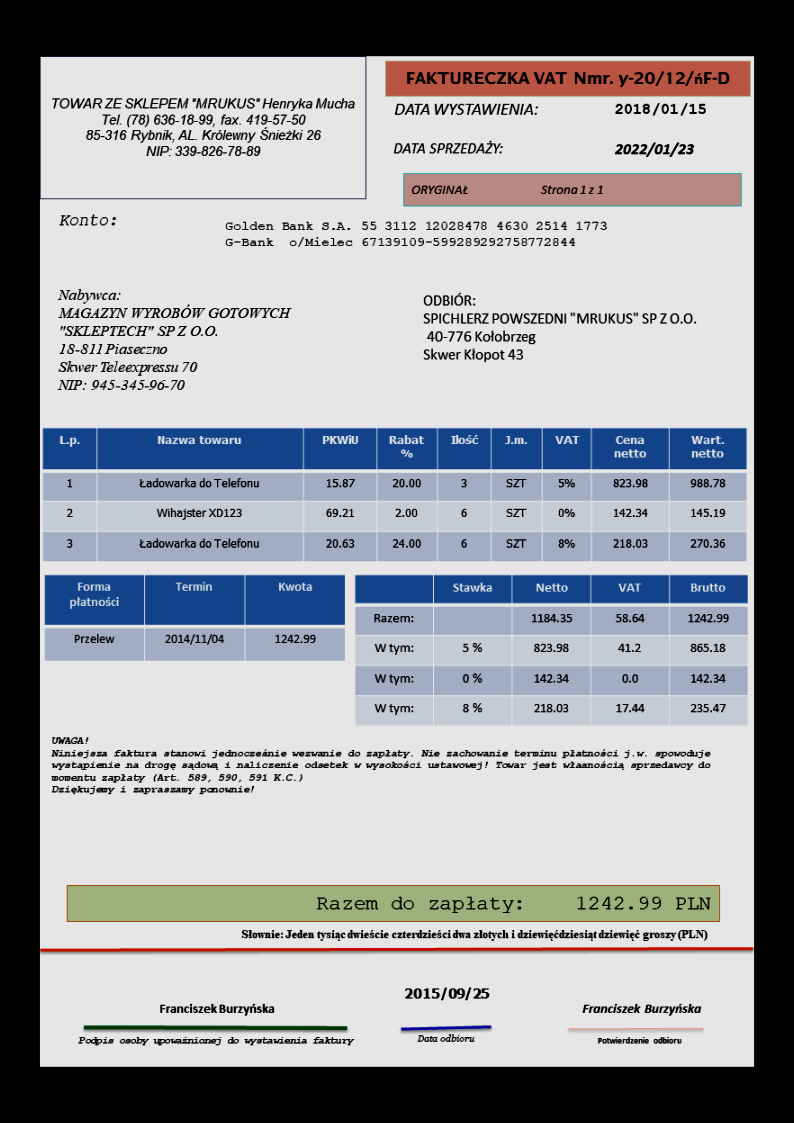 TOWAR ZE SKLEPEM "MRUKUS" Henryka Mucha
Tel. (78) 636-18-99, fax. 419-57-50
85-316 Rybnik, AL. Królewny Śnieżki 26
NIP: 339-826-78-89
FAKTURECZKA VAT Nmr. y-20/12/ńF-D
DATA WYSTAWIENIA: 2018/01/15
DATA SPRZEDAŻY: 2022/01/23
ORYGINAŁ Strona 1 z 1
Konto:
Golden Bank S.A. 55 3112 12028478 4630 2514 1773
G-Bank o/Mielec 67139109-599289292758772844
Nabywca:
MAGAZYN WYROBÓW GOTOWYCH
"SKLEPTECH" SP Z O.O.
18-811 Piaseczno
Skwer Teleexpressu 70
NIP: 945-345-96-70
ODBIÓR:
SPICHLERZ POWSZEDNI "MRUKUS" SP Z O.O.
40-776 Kołobrzeg
Skwer Kłopot 43
L.p. Nazwa towaru PKWiU Rabat % Ilość J.m. VAT Cena netto Wart. netto
1 Ładowarka do Telefonu 15.87 20.00 3 SZT 5% 823.98 988.78
2 Wihajster XD123 69.21 2.00 6 SZT 0% 142.34 145.19
3 Ładowarka do Telefonu 20.63 24.00 6 SZT 8% 218.03 270.36
Forma płatności Termin Kwota
Przelew 2014/11/04 1242.99
Stawka Netto VAT Brutto
Razem: 1184.35 58.64 1242.99
W tym: 5 % 823.98 41.2 865.18
W tym: 0 % 142.34 0.0 142.34
W tym: 8 % 218.03 17.44 235.47
UWAGA!
Niniejsza faktura stanowi jednocześnie wezwanie do zapłaty. Nie zachowanie terminu płatności j.w. spowoduje
wystąpienie na drogę sądową i naliczenie odsetek w wysokości ustawowej! Towar jest własnością sprzedawcy do
momentu zapłaty (Art. 589, 590, 591 K.C.)
Dziękujemy i zapraszamy ponownie!
Razem do zapłaty: 1242.99 PLN
Słownie: Jeden tysiąc dwieście czterdzieści dwa złotych i dziewięćdziesiąt dziewięć groszy (PLN)
Franciszek Burzyńska
Podpis osoby upoważnionej do wystawienia faktury
2015/09/25
Data odbioru
Franciszek Burzyńska
Potwierdzenie odbioru